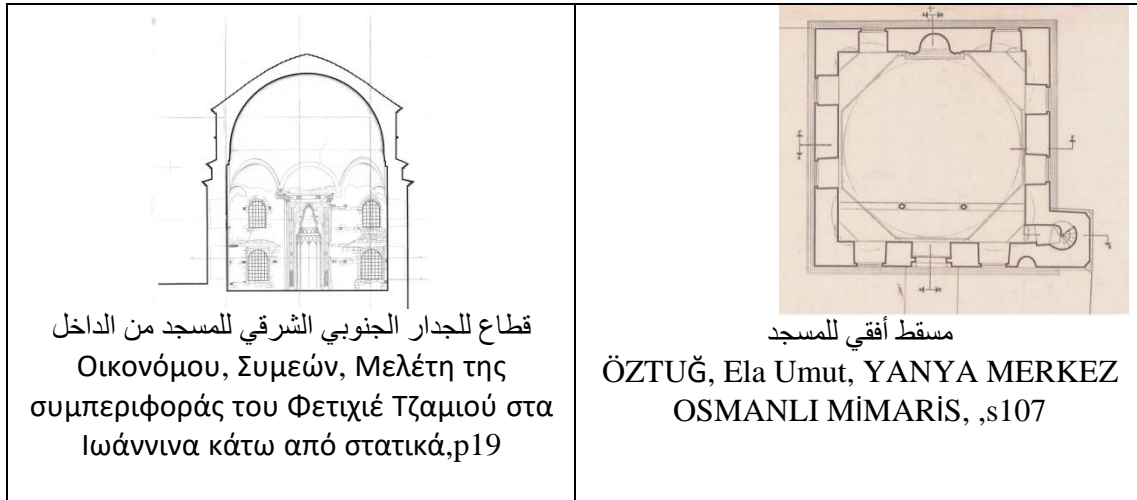 قطاع للجدار الجنوبي الشرقي للمسجد من الداخل
Οικονόμου, Συμεών, Μελέτη της
συμπεριφοράς του Φετιχιέ Τζαμιού στα
Ιωάννινα κάτω από στατικά,p19
مسقط أفقي للمسجد
ÖZTUĞ, Ela Umut, YANYA MERKEZ
OSMANLI MİMARİS, ,s107